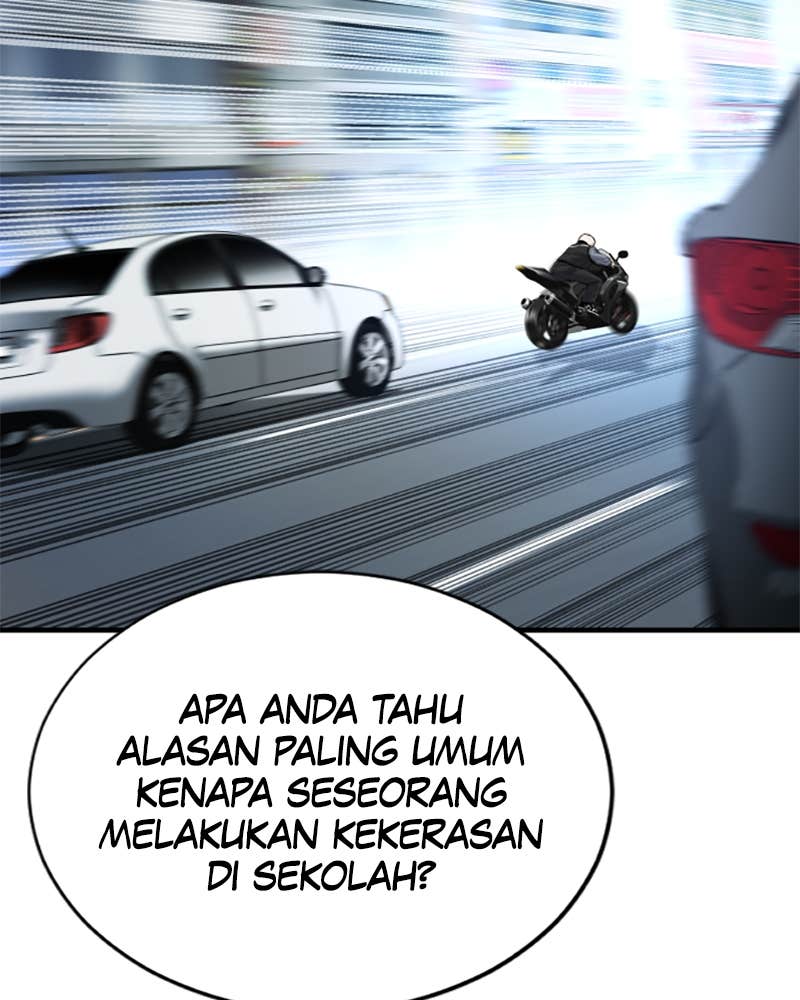 APA ANDA TAHU
ALASAN PALING UMUM
KENAPA SESEORANG
MELAKUKAN KEKERASAN
DI SEKOLAH?